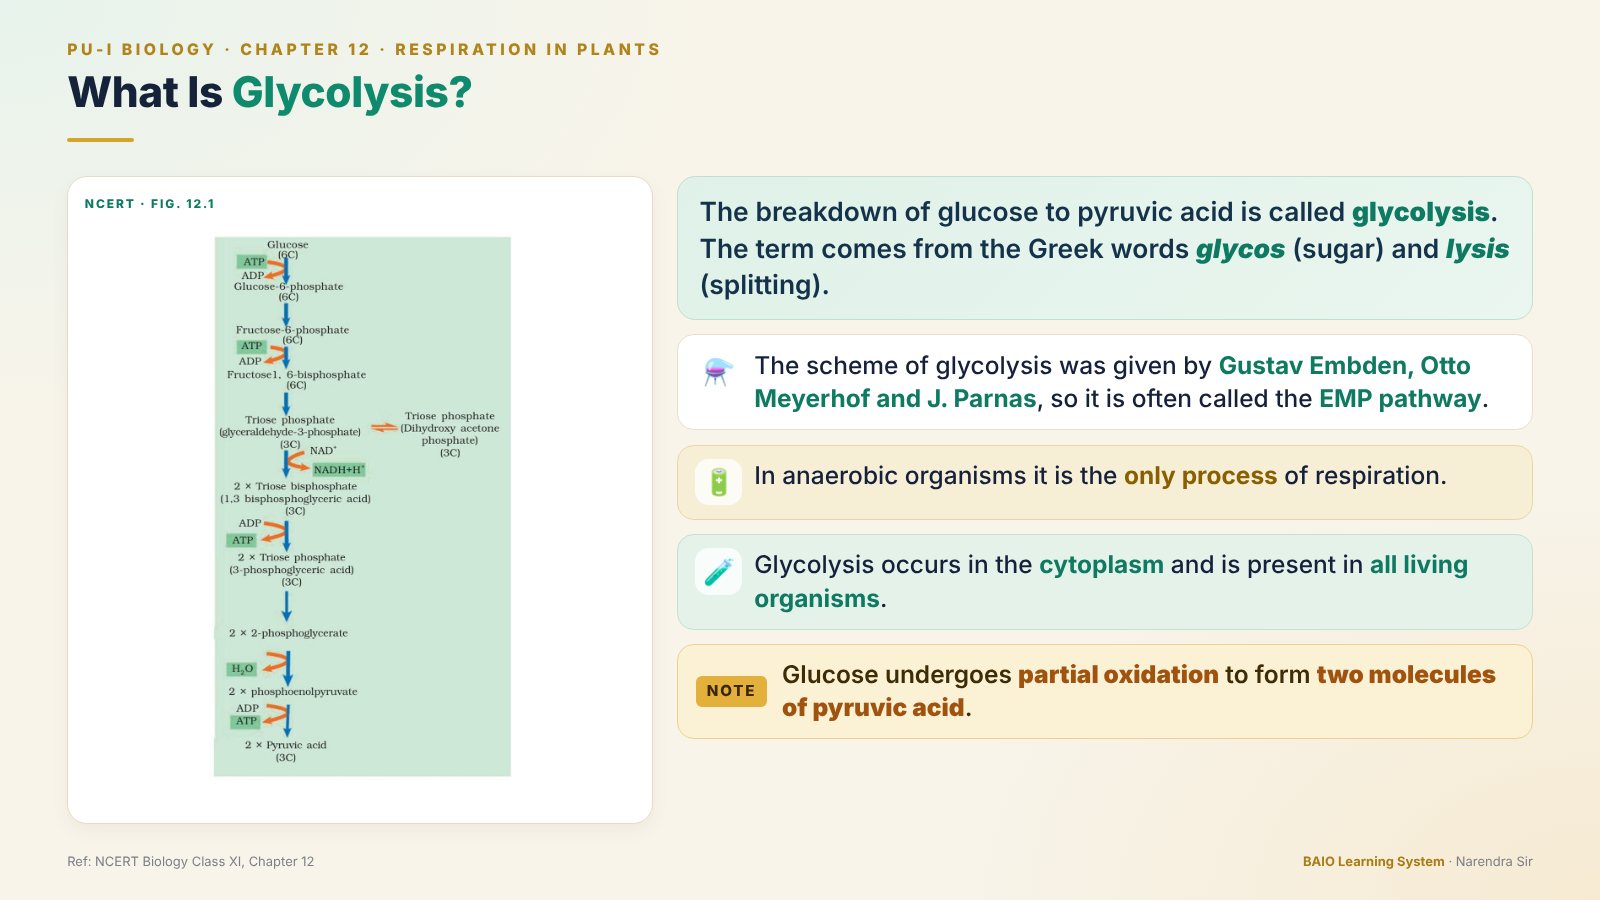 PU-I BIOLOGY · CHAPTER 12 · RESPIRATION IN PLANTS
What Is Glycolysis?
NCERT · FIG. 12.1
Glucose
(6C)
ATP
ADP
Glucose-6-phosphate
(6C)
Fructose-6-phosphate
(6C)
ATP
ADP
Fructose1, 6-bisphosphate
(6C)
Triose phosphate
(glyceraldehyde-3-phosphate)
(3C)
Triose phosphate
(Dihydroxy acetone
phosphate)
(3C)
NAD⁺
NADH+H⁺
2 × Triose bisphosphate
(1,3 bisphosphoglyceric acid)
(3C)
ADP
ATP
2 × Triose phosphate
(3-phosphoglyceric acid)
(3C)
2 × 2-phosphoglycerate
H₂O
2 × phosphoenolpyruvate
ADP
ATP
2 × Pyruvic acid
(3C)
The breakdown of glucose to pyruvic acid is called glycolysis.
The term comes from the Greek words glycos (sugar) and lysis
(splitting).
The scheme of glycolysis was given by Gustav Embden, Otto
Meyerhof and J. Parnas, so it is often called the EMP pathway.
In anaerobic organisms it is the only process of respiration.
Glycolysis occurs in the cytoplasm and is present in all living
organisms.
NOTE
Glucose undergoes partial oxidation to form two molecules
of pyruvic acid.
Ref: NCERT Biology Class XI, Chapter 12
BAIO Learning System · Narendra Sir